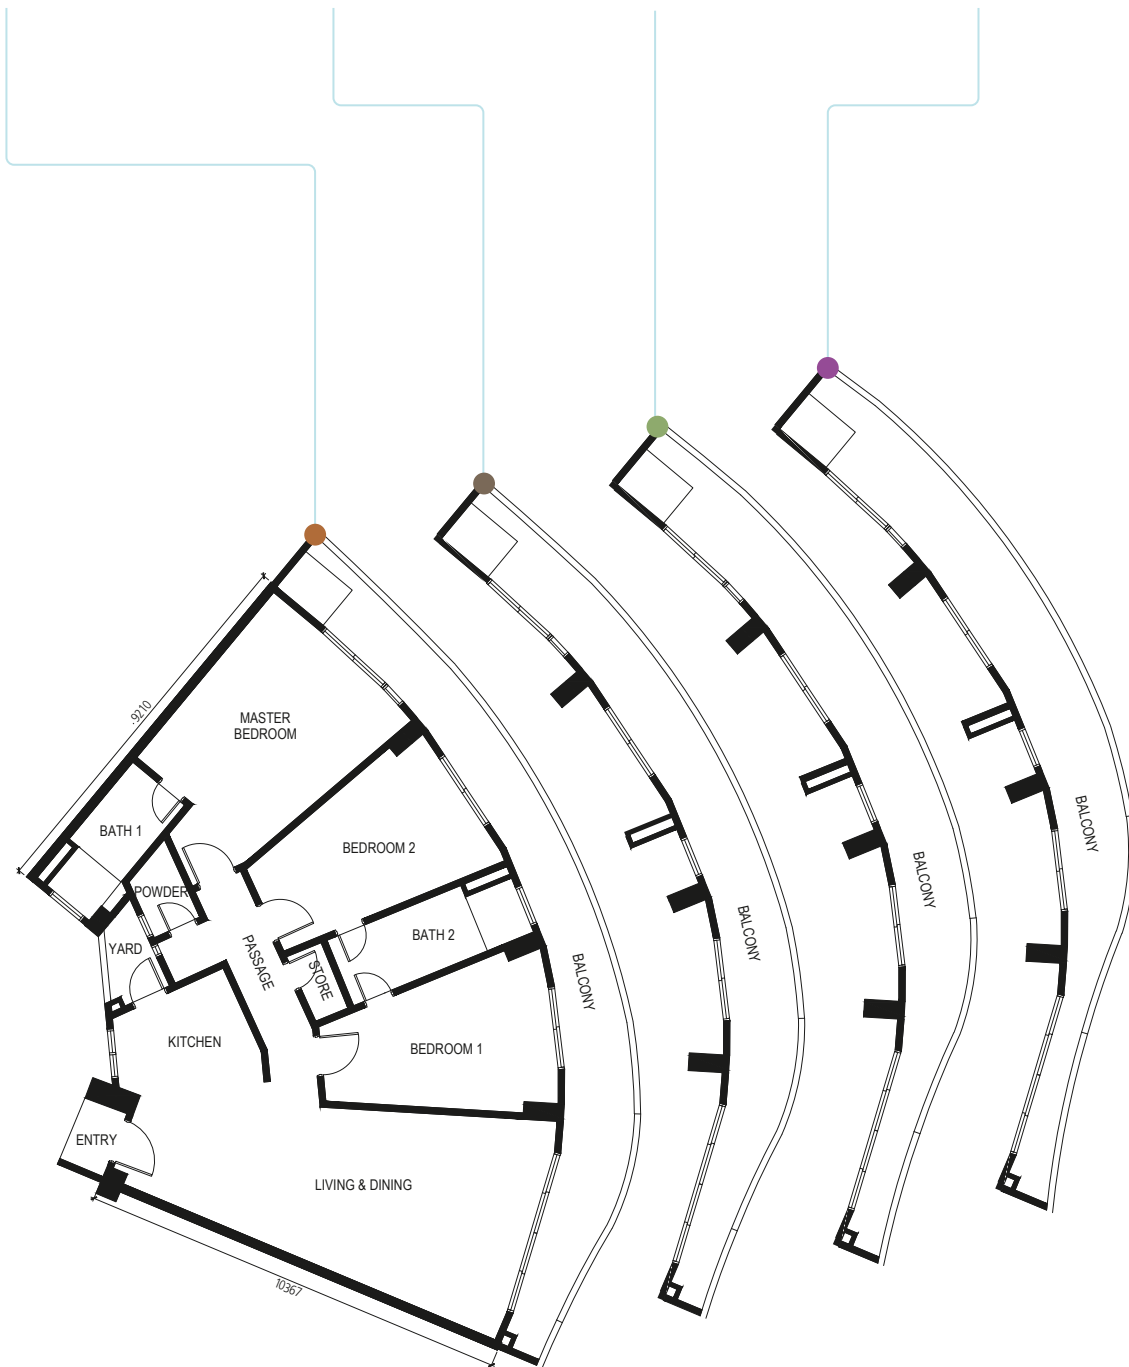 MASTER
BEDROOM
9210
BATH 1
BEDROOM 2
POWDER
BATH 2
YARD
PASSAGE
STORE
BALCONY
BALCONY
BALCONY
BALCONY
KITCHEN
BEDROOM 1
ENTRY
LIVING & DINING
10367